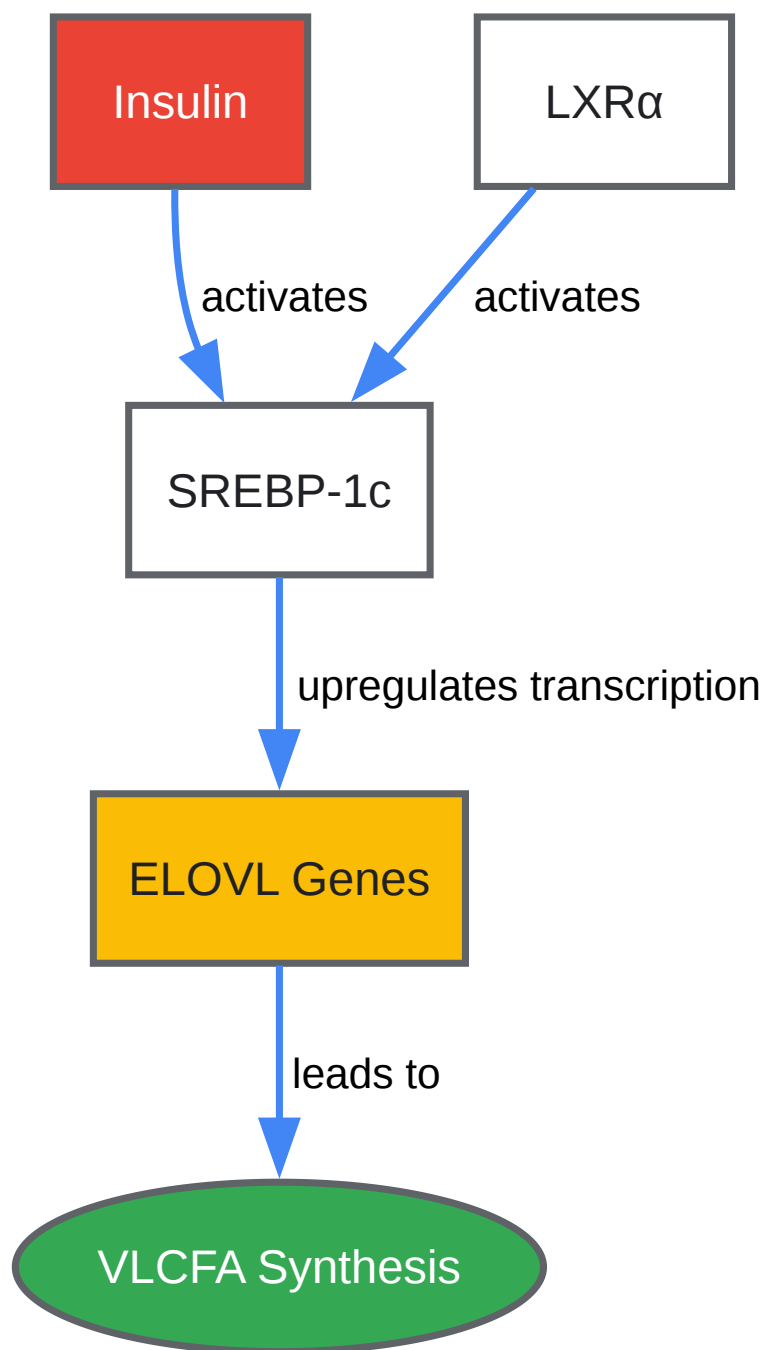 Insulin
LXRα
activates
activates
SREBP-1c
upregulates transcription
ELOVL Genes
leads to
VLCFA Synthesis